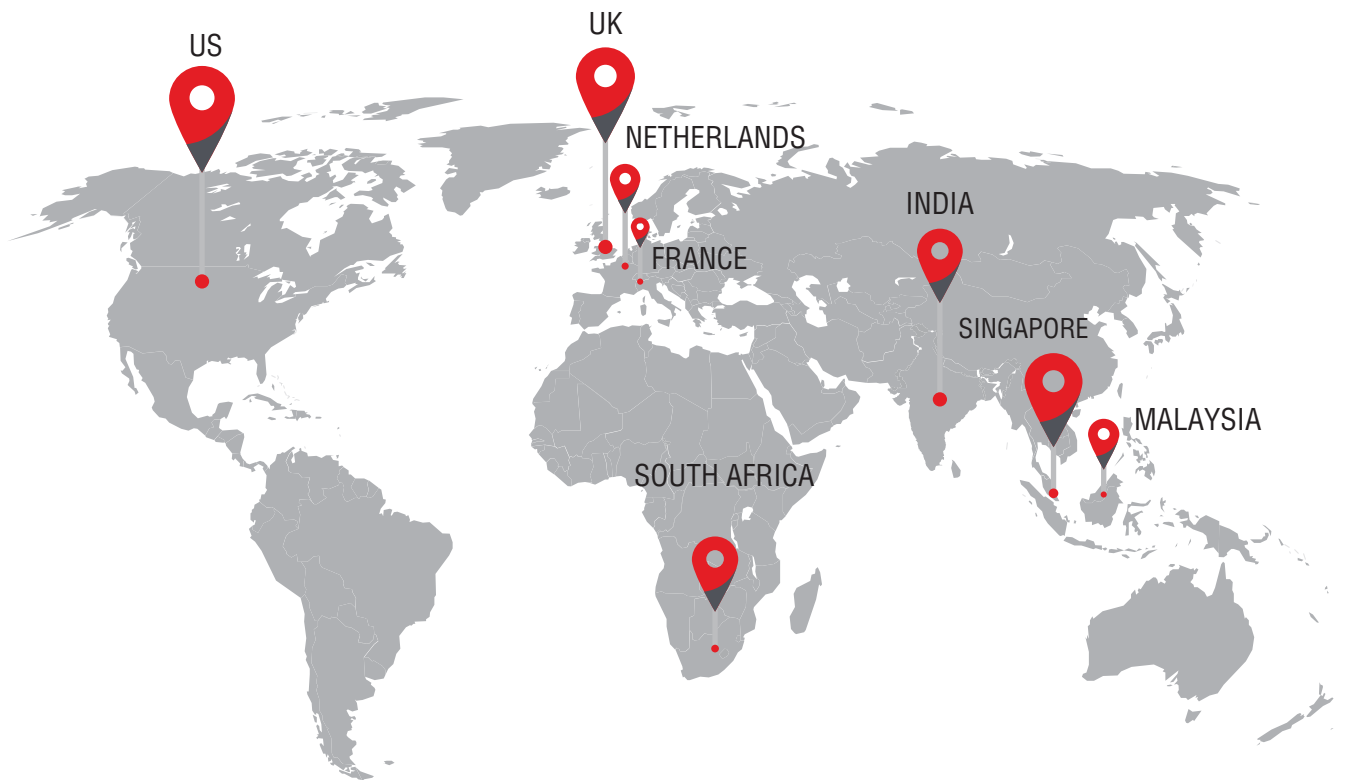 UK
US
NETHERLANDS
INDIA
FRANCE
SINGAPORE
MALAYSIA
SOUTH AFRICA